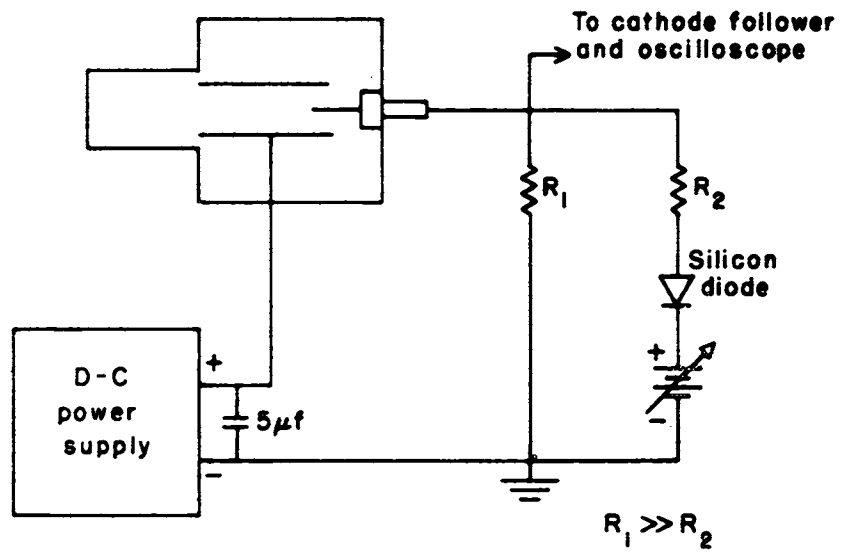 To cathode follower
and oscilloscope
R₁
R₂
Silicon
diode
+
-
D-C
power
supply
+
5μf
-
R₁ >> R₂